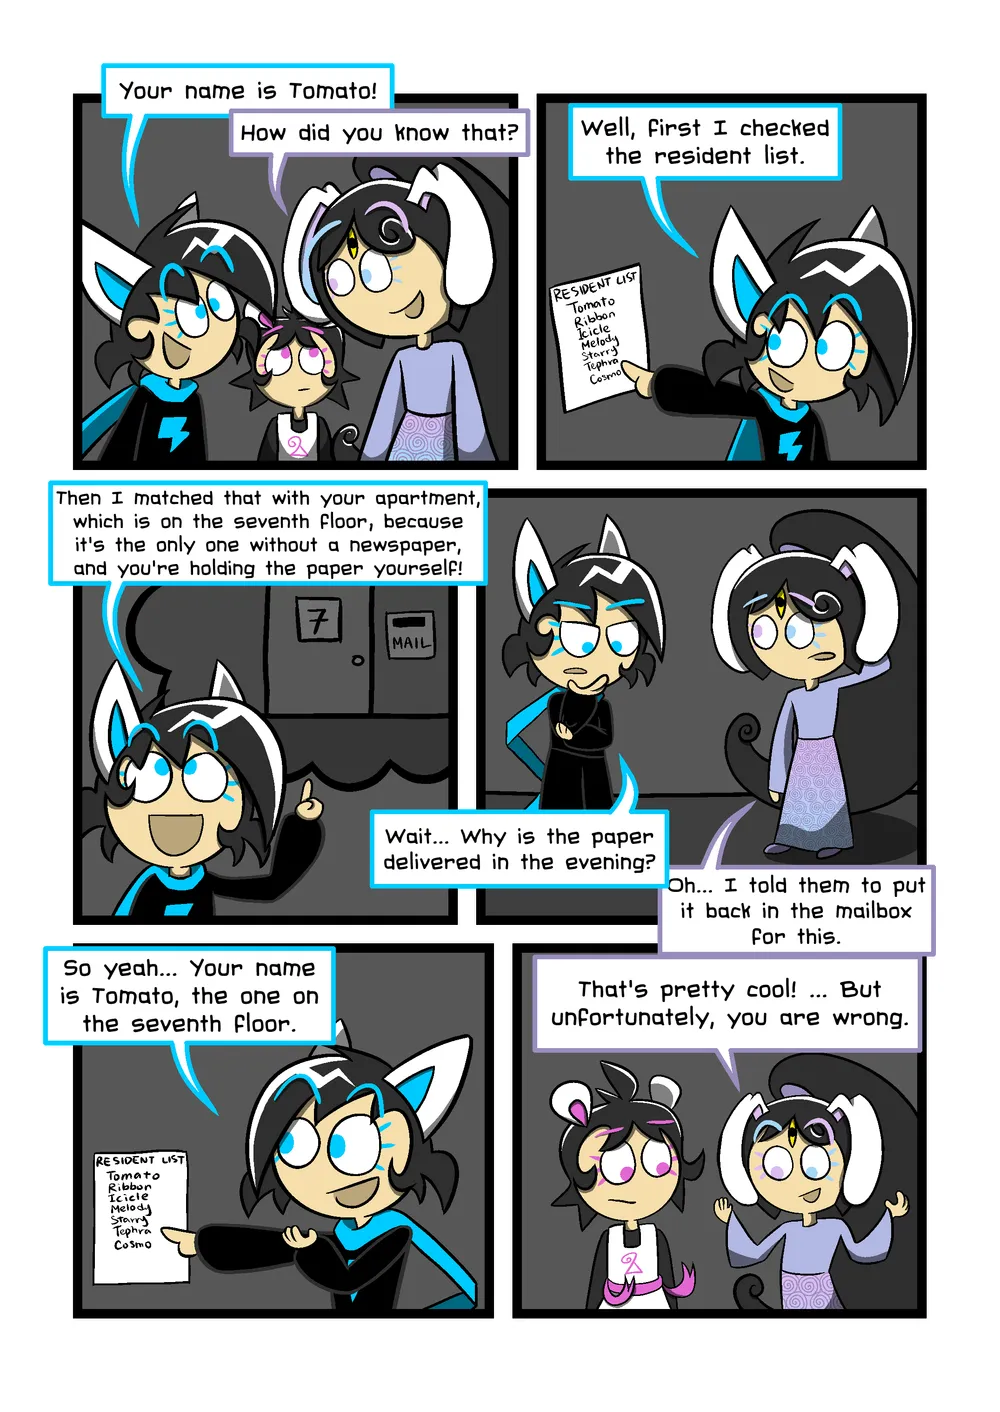 Your name is Tomato!
How did you know that?
Well, first I checked
the resident list.
RESIDENT LIST
Tomato
Ribbon
Icicle
Melody
Starry
Tephra
Cosmo
2
Then I matched that with your apartment,
which is on the seventh floor, because
it's the only one without a newspaper,
and you're holding the paper yourself!
7
MAIL
Wait... Why is the paper
delivered in the evening?
Oh... I told them to put
it back in the mailbox
for this.
So yeah... Your name
is Tomato, the one on
the seventh floor.
RESIDENT LIST
Tomato
Ribbon
Icicle
Melody
Starry
Tephra
Cosmo
That's pretty cool! ... But
unfortunately, you are wrong.
2